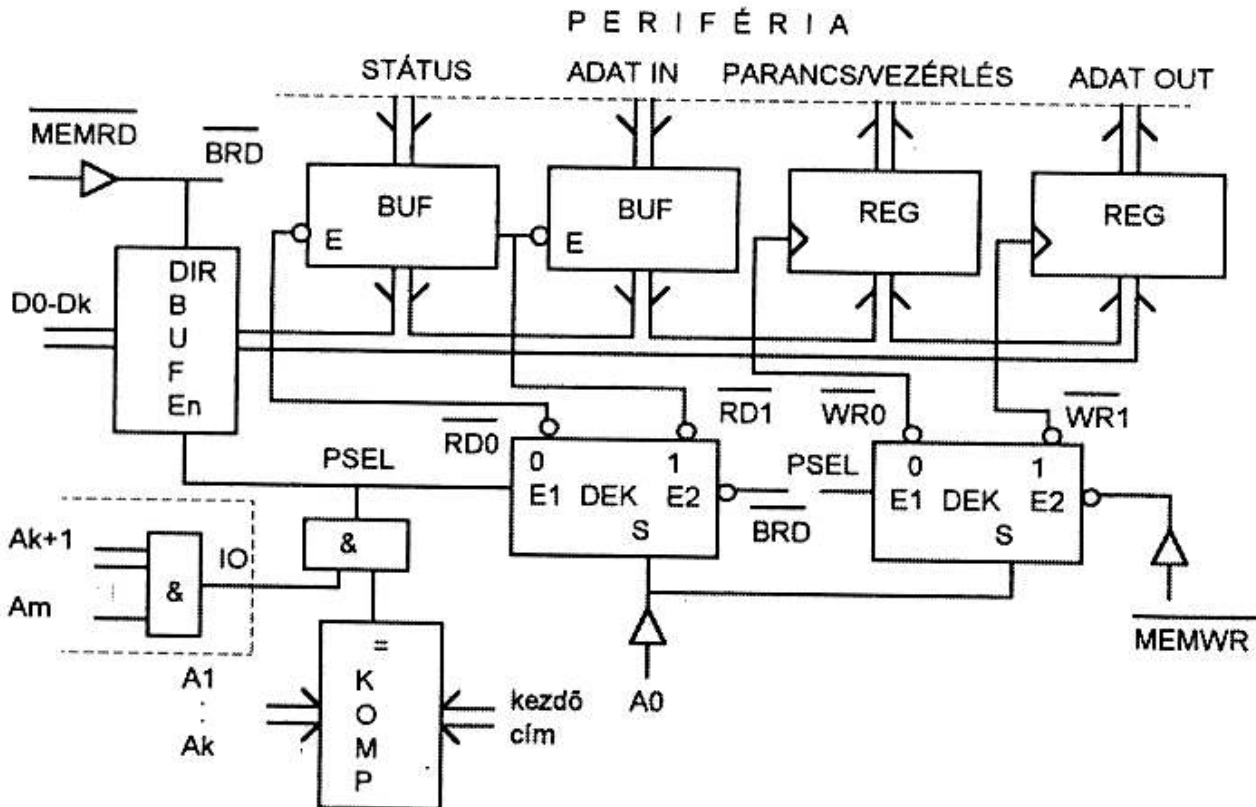 P E R I F É R I A
STÁTUS
ADAT IN
PARANCS/VEZÉRLÉS
ADAT OUT
MEMRD
BRD
BUF
E
BUF
E
REG
REG
DIR
B
U
F
En
D0-Dk
RD0
RD1
WR0
WR1
PSEL
0 1
E1 DEK E2
S
BRD
PSEL
0 1
E1 DEK E2
S
MEMWR
&
Ak+1
IO
&
Am
A1
Ak
=
K
O
M
P
kezdő
cím
A0